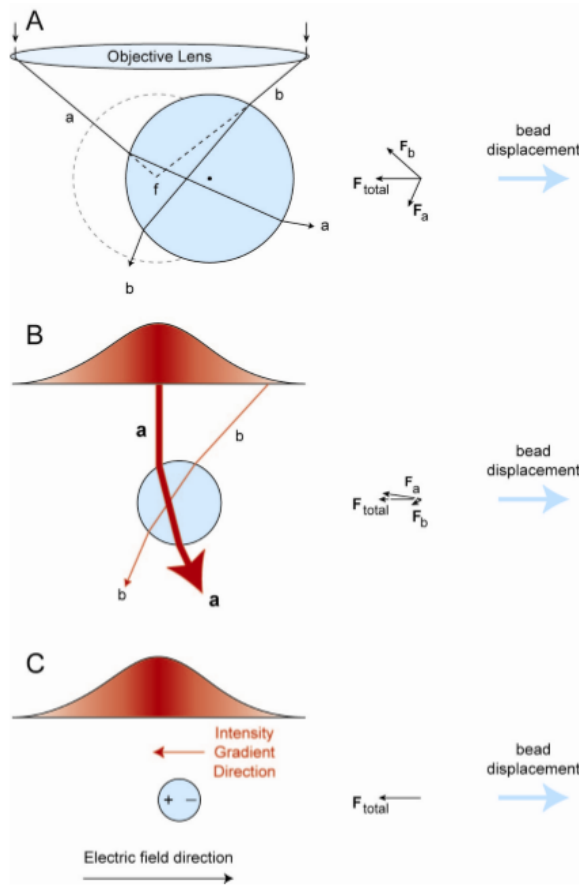 A
Objective Lens
a
b
f
a
b
F b
F total
F a
bead
displacement
B
a
b
b
a
F a
F total
F b
bead
displacement
C
Intensity
Gradient
Direction
+ −
F total
bead
displacement
Electric field direction